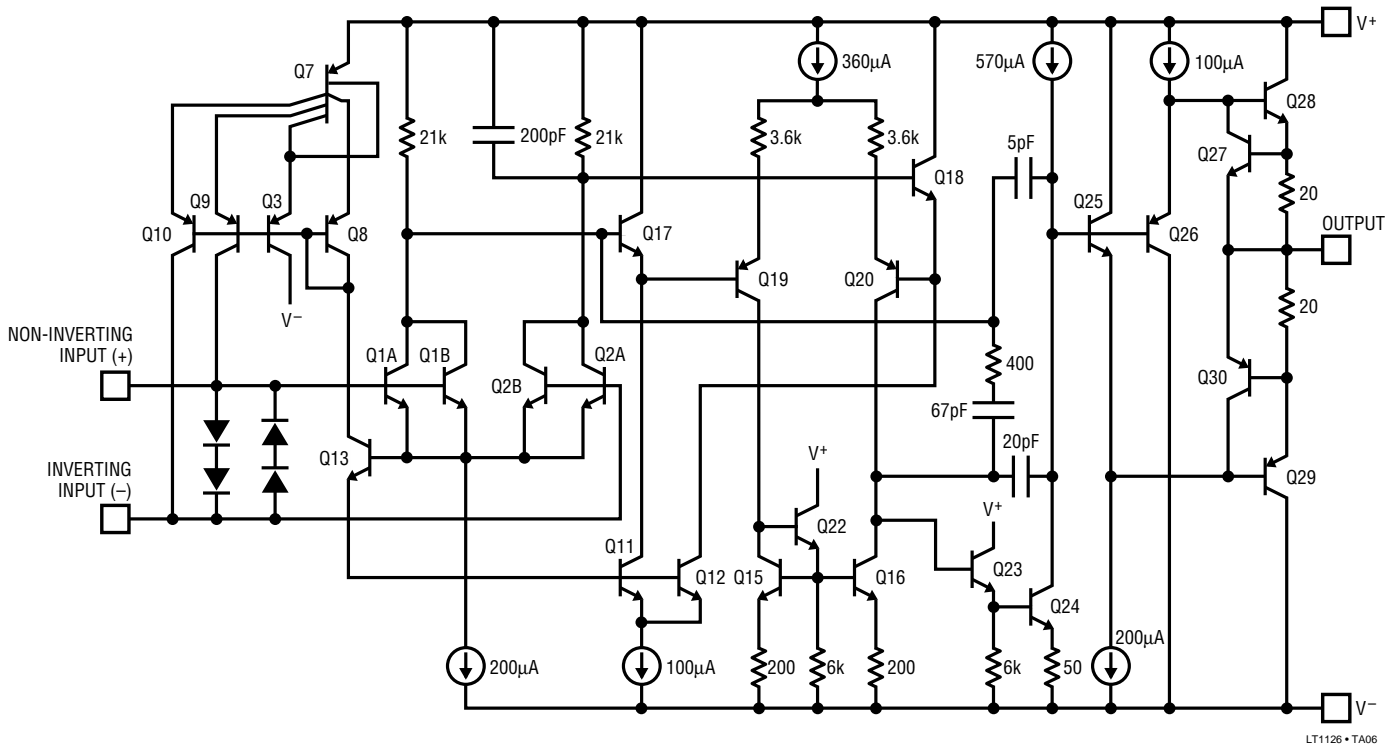 V+
Q7
360µA
570µA
100µA
Q28
21k
200pF
21k
3.6k
3.6k
5pF
Q27
Q18
20
Q9
Q3
Q25
OUTPUT
Q10
Q8
Q17
Q26
Q19
Q20
V–
20
NON-INVERTING
INPUT (+)
Q1A
Q1B
Q2B
Q2A
400
Q30
67pF
20pF
INVERTING
INPUT (–)
Q13
V+
Q29
V+
Q22
Q11
Q12
Q15
Q16
Q23
Q24
200µA
200µA
100µA
200
6k
200
6k
50
V–
LT1126 • TA06